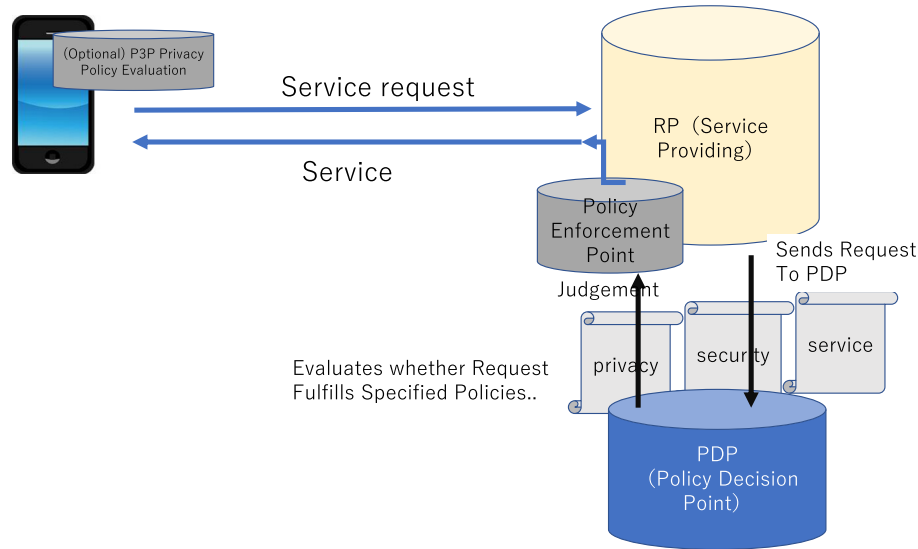 (Optional) P3P Privacy
Policy Evaluation
Service request
Service
RP（Service
Providing）
Policy
Enforcement
Point
Sends Request
To PDP
Judgement
Evaluates whether Request
Fulfills Specified Policies..
privacy
security
service
PDP
（Policy Decision
Point）